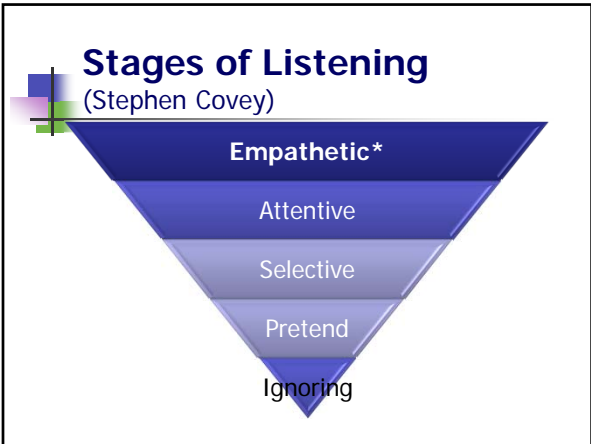 Stages of Listening
(Stephen Covey)
Empathetic*
Attentive
Selective
Pretend
Ignoring